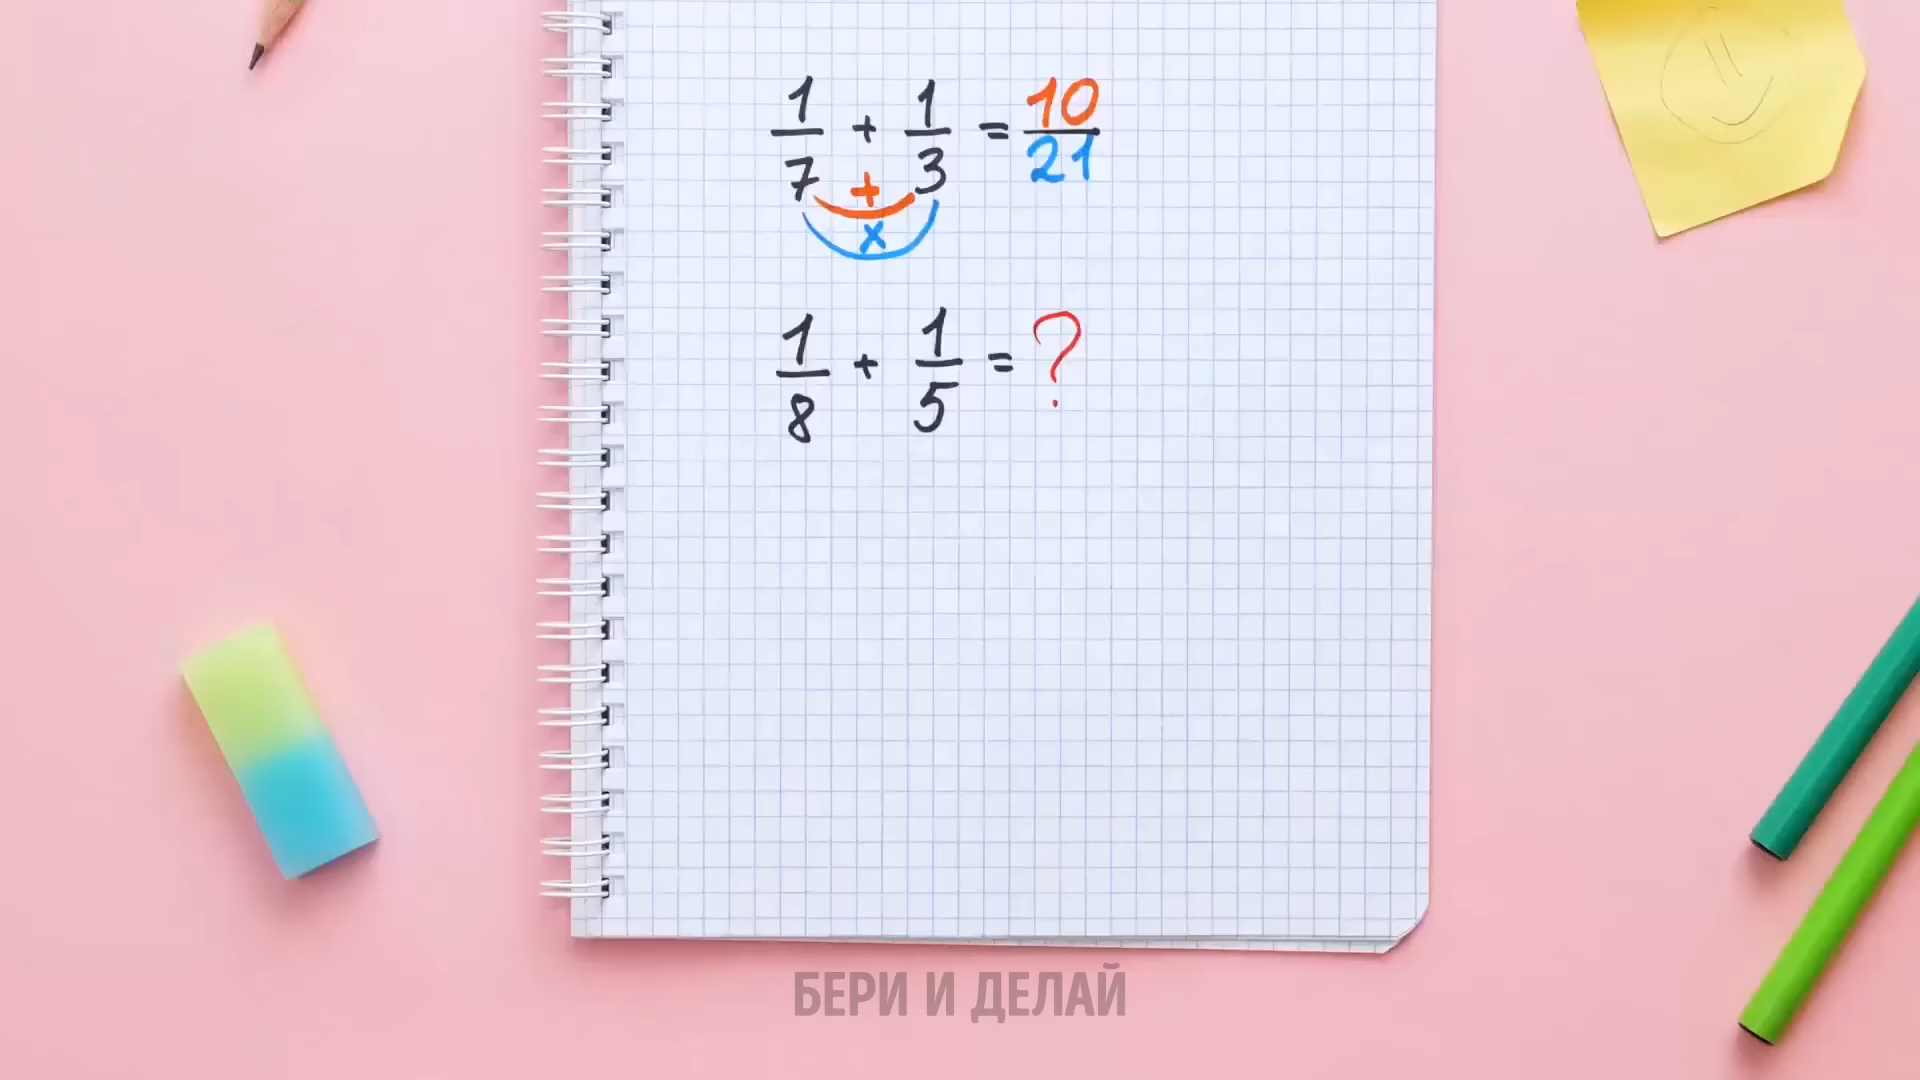 1/7 + 1/3 = 10/21
+
x
1/8 + 1/5 = ?
БЕРИ И ДЕЛАЙ